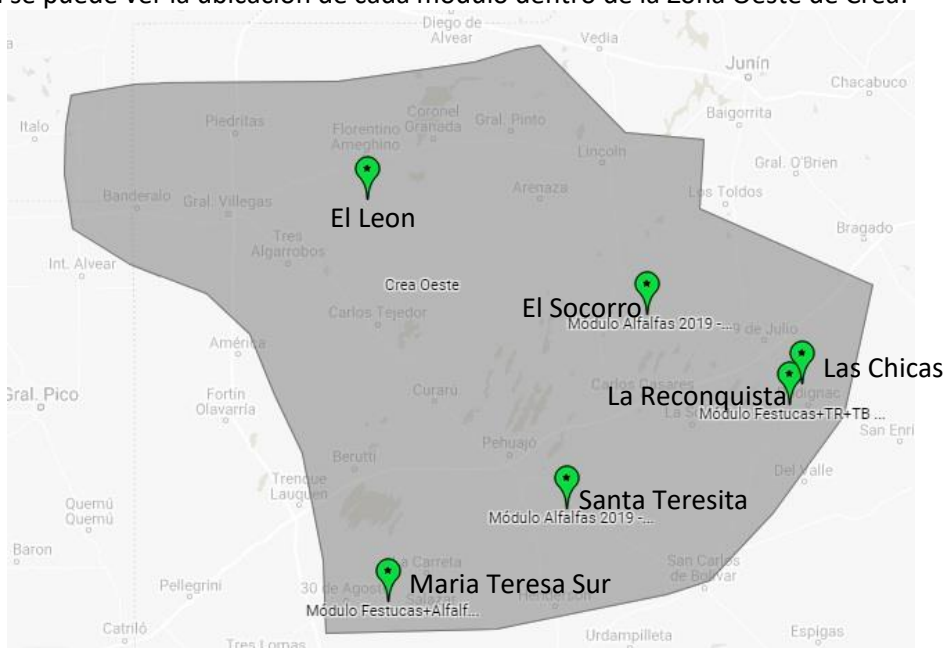 se puede ver la ubicación de cada módulo dentro de la Zona Oeste de Crea.
Diego de
Alvear
Vedia
Junín
Chacabuco
Italo
Piedritas
Coronel
Granada
Gral. Pinto
Baigorrita
Florentino
Ameghino
Lincoln
Gral. O'Brien
Banderaló
Gral. Villegas
Arenaza
Los Toldos
El Leon
Bragado
Tres
Algarrobos
Int. Alvear
Crea Oeste
El Socorro
Carlos Tejedor
Módulo Alfalfas 2019 -...
9 de Julio
América
Las Chicas
Gral. Pico
Fortín
Olavarría
Curarú
Carlos Casares
La Reconquista
Módulo Festucas+TR+TB ...
San Enri
Pehuajó
Berutti
Del Valle
Trenque
Lauquen
Santa Teresita
Quemú
Quemú
Módulo Alfalfas 2019 -...
Baron
La Carreta
San Carlos
de Bolívar
Pellegrini
30 de Agosto
Maria Teresa Sur
Salazar
Henderson
Módulo Festucas+Alfalf...
Catriló
Tres Lomas
Urdampilleta
Espigas